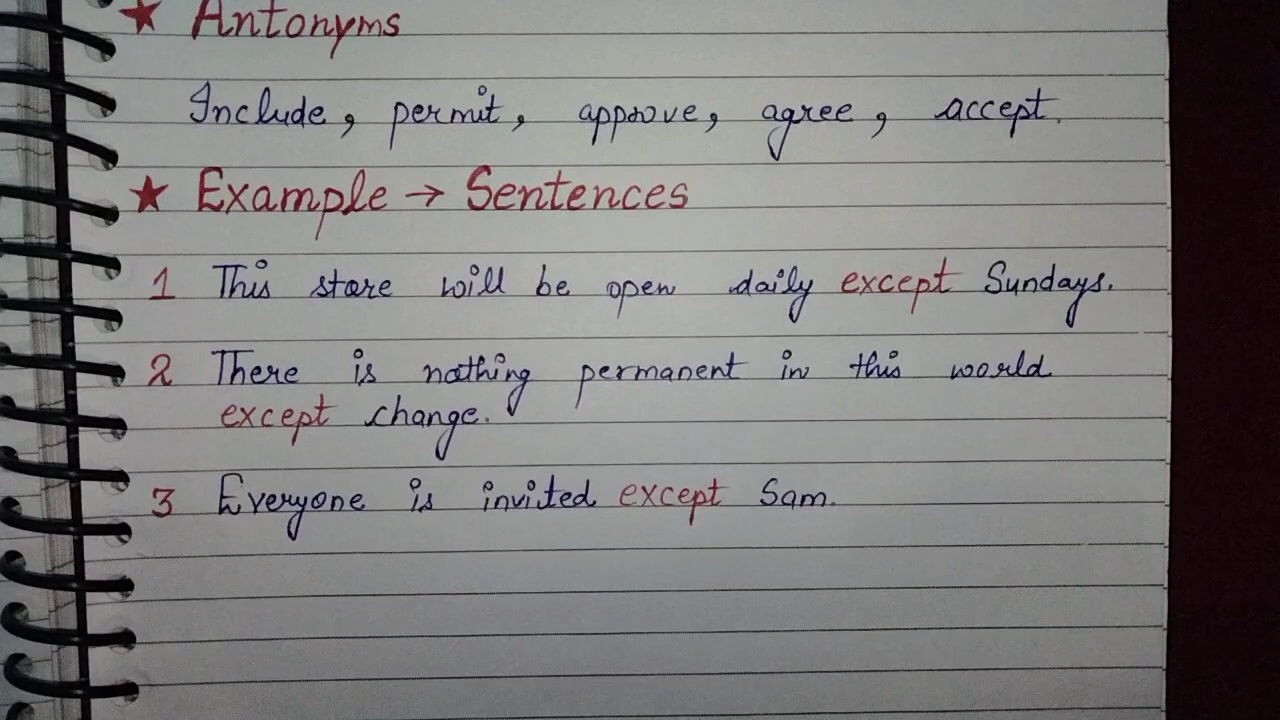 ★ Antonyms
Include, permit, approve, agree, accept.
★ Example → Sentences
1 This store will be open daily except Sundays.
2 There is nothing permanent in this world
except change.
3 Everyone is invited except Sam.